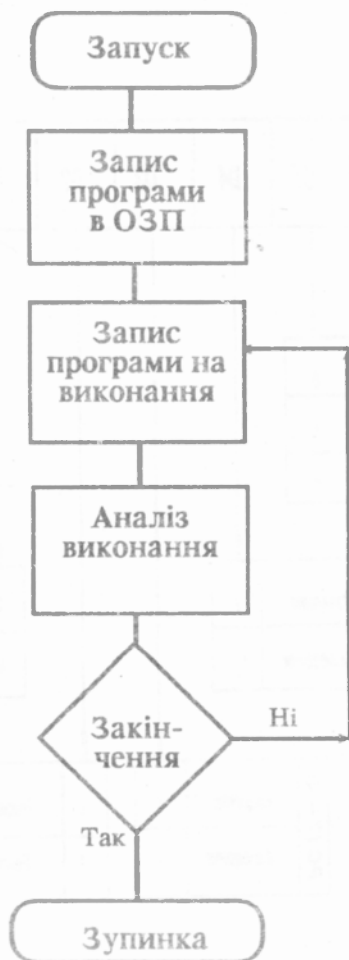 Запуск
Запис
програми
в ОЗП
Запис
програми на
виконання
Аналіз
виконання
Закін-
чення
Ні
Так
Зупинка